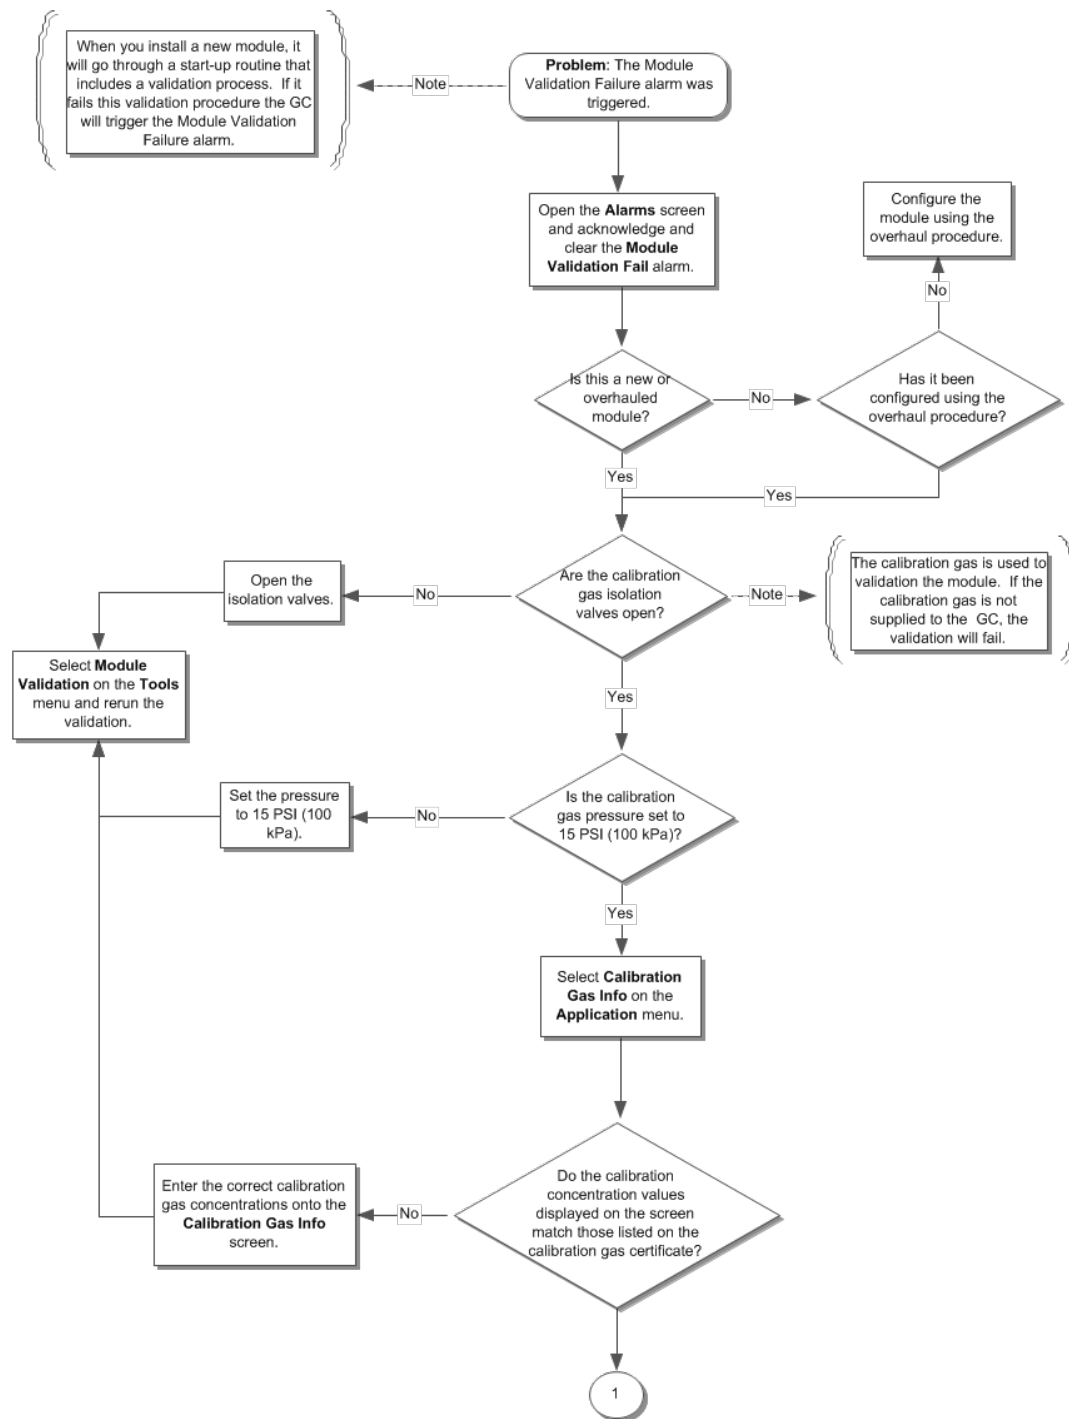 When you install a new module, it
will go through a start-up routine that
includes a validation process.  If it
fails this validation procedure the GC
will trigger the Module Validation
Failure alarm.
Note
Problem: The Module
Validation Failure alarm was
triggered.
Open the Alarms screen
and acknowledge and
clear the Module
Validation Fail alarm.
Configure the
module using the
overhaul procedure.
No
Is this a new or
overhauled
module?
No
Has it been
configured using the
overhaul procedure?
Yes
Yes
Open the
isolation valves.
No
Are the calibration
gas isolation
valves open?
Note
The calibration gas is used to
validation the module.  If the
calibration gas is not
supplied to the  GC, the
validation will fail.
Select Module
Validation on the Tools
menu and rerun the
validation.
Yes
Set the pressure
to 15 PSI (100
kPa).
No
Is the calibration
gas pressure set to
15 PSI (100 kPa)?
Yes
Select Calibration
Gas Info on the
Application menu.
Enter the correct calibration
gas concentrations onto the
Calibration Gas Info
screen.
No
Do the calibration
concentration values
displayed on the screen
match those listed on the
calibration gas certificate?
1